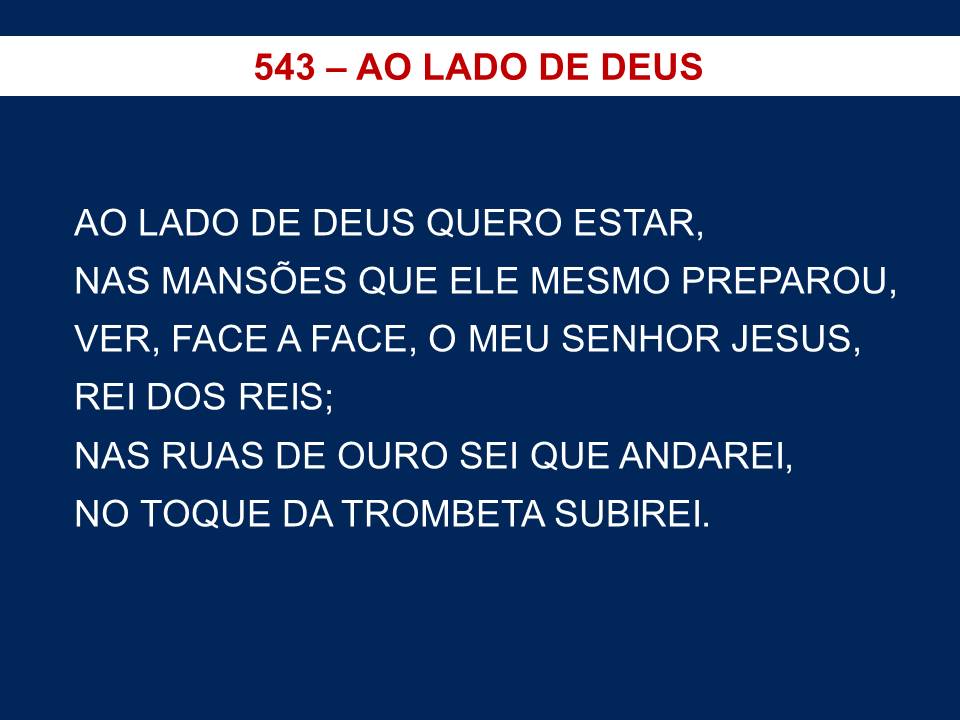 543 – AO LADO DE DEUS
AO LADO DE DEUS QUERO ESTAR,
NAS MANSÕES QUE ELE MESMO PREPAROU,
VER, FACE A FACE, O MEU SENHOR JESUS,
REI DOS REIS;
NAS RUAS DE OURO SEI QUE ANDAREI,
NO TOQUE DA TROMBETA SUBIREI.